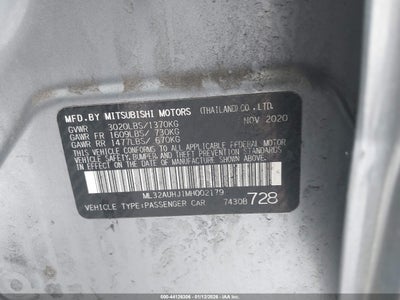 MFD.BY MITSUBISHI MOTORS (THAILAND) CO., LTD.
GVWR 3020LBS/1370KG NOV 2020
GAWR FR 1609LBS/ 730KG
GAWR RR 1477LBS/ 670KG
THIS VEHICLE CONFORMS TO ALL APPLICABLE FEDERAL MOTOR
VEHICLE SAFETY, BUMPER, AND THEFT PREVENTION STANDARDS
IN EFFECT ON THE DATE OF MANUFACTURE SHOWN ABOVE.
ML32AUHJ1MH002179
VEHICLE TYPE:PASSENGER CAR 7430B 728